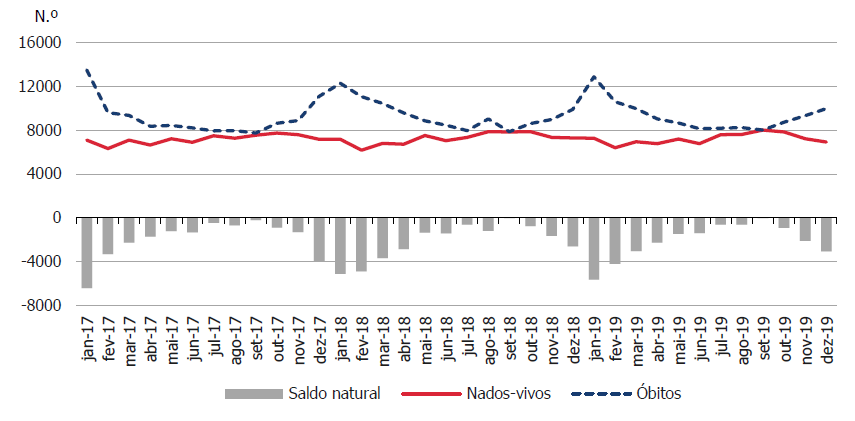 N.º
16000
12000
8000
4000
0
-4000
-8000
jan-17
fev-17
mar-17
abr-17
mai-17
jun-17
jul-17
ago-17
set-17
out-17
nov-17
dez-17
jan-18
fev-18
mar-18
abr-18
mai-18
jun-18
jul-18
ago-18
set-18
out-18
nov-18
dez-18
jan-19
fev-19
mar-19
abr-19
mai-19
jun-19
jul-19
ago-19
set-19
out-19
nov-19
dez-19
Saldo natural Nados-vivos Óbitos